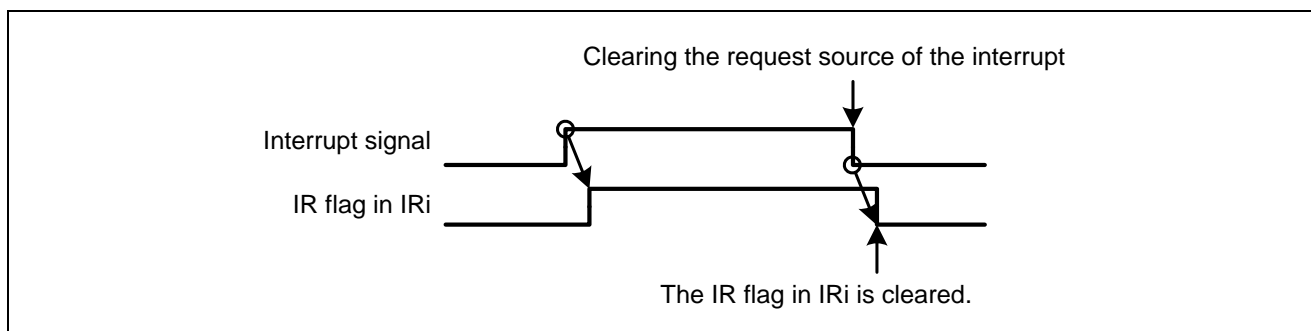 Clearing the request source of the interrupt
Interrupt signal
IR flag in IRi
The IR flag in IRi is cleared.